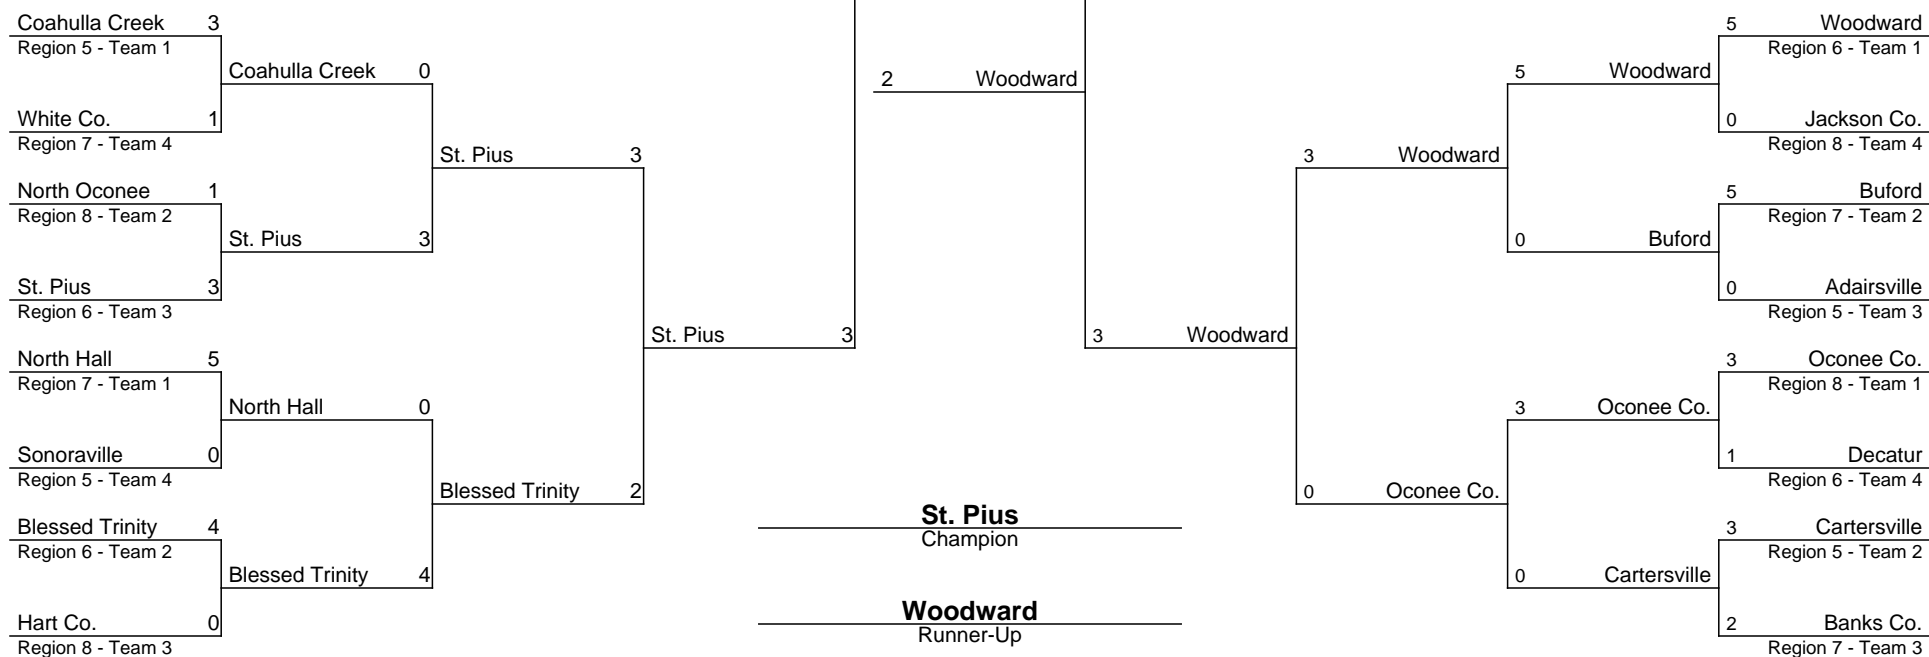 Coahulla Creek 3
Region 5 - Team 1
Coahulla Creek 0
White Co. 1
Region 7 - Team 4
St. Pius 3
North Oconee 1
Region 8 - Team 2
St. Pius 3
St. Pius 3
Region 6 - Team 3
St. Pius 3
North Hall 5
Region 7 - Team 1
North Hall 0
Sonoraville 0
Region 5 - Team 4
Blessed Trinity 2
Blessed Trinity 4
Region 6 - Team 2
Blessed Trinity 4
Hart Co. 0
Region 8 - Team 3
2 Woodward
St. Pius
Champion
Woodward
Runner-Up
5 Woodward
Region 6 - Team 1
5 Woodward
0 Jackson Co.
Region 8 - Team 4
3 Woodward
5 Buford
Region 7 - Team 2
0 Buford
0 Adairsville
Region 5 - Team 3
3 Woodward
3 Oconee Co.
Region 8 - Team 1
3 Oconee Co.
1 Decatur
Region 6 - Team 4
0 Oconee Co.
3 Cartersville
Region 5 - Team 2
0 Cartersville
2 Banks Co.
Region 7 - Team 3